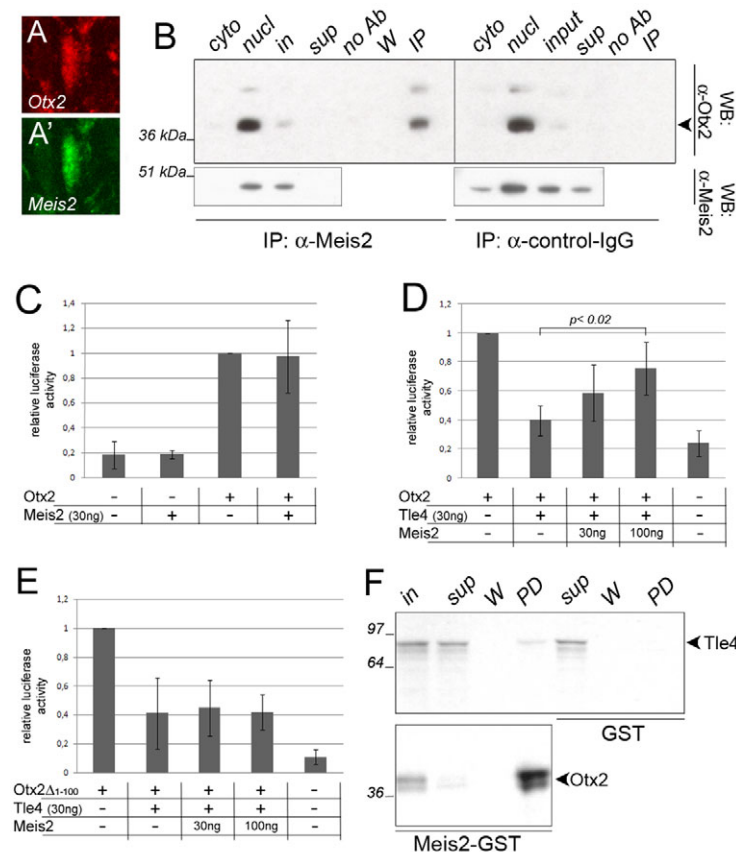 A
Otx2
A'
Meis2
B
cyto nucl in sup no Ab W IP cyto nucl input sup no Ab IP
36 kDa
51 kDa
WB: α-Otx2
WB: α-Meis2
IP: α-Meis2 IP: α-control-IgG
C
relative luciferase activity
1,4
1,2
1
0,8
0,6
0,4
0,2
0
Otx2 - - + +
Meis2 (30ng) - + - +
D
relative luciferase activity
1,4
1,2
1
0,8
0,6
0,4
0,2
0
p< 0.02
Otx2 + + + + -
Tle4 (30ng) - + + + -
Meis2 - - 30ng 100ng -
E
relative luciferase activity
1,2
1
0,8
0,6
0,4
0,2
0
Otx2Δ1-100 + + + + -
Tle4 (30ng) - + + + -
Meis2 - - 30ng 100ng -
F
in sup W PD sup W PD
97
64
Tle4
GST
36
Otx2
Meis2-GST